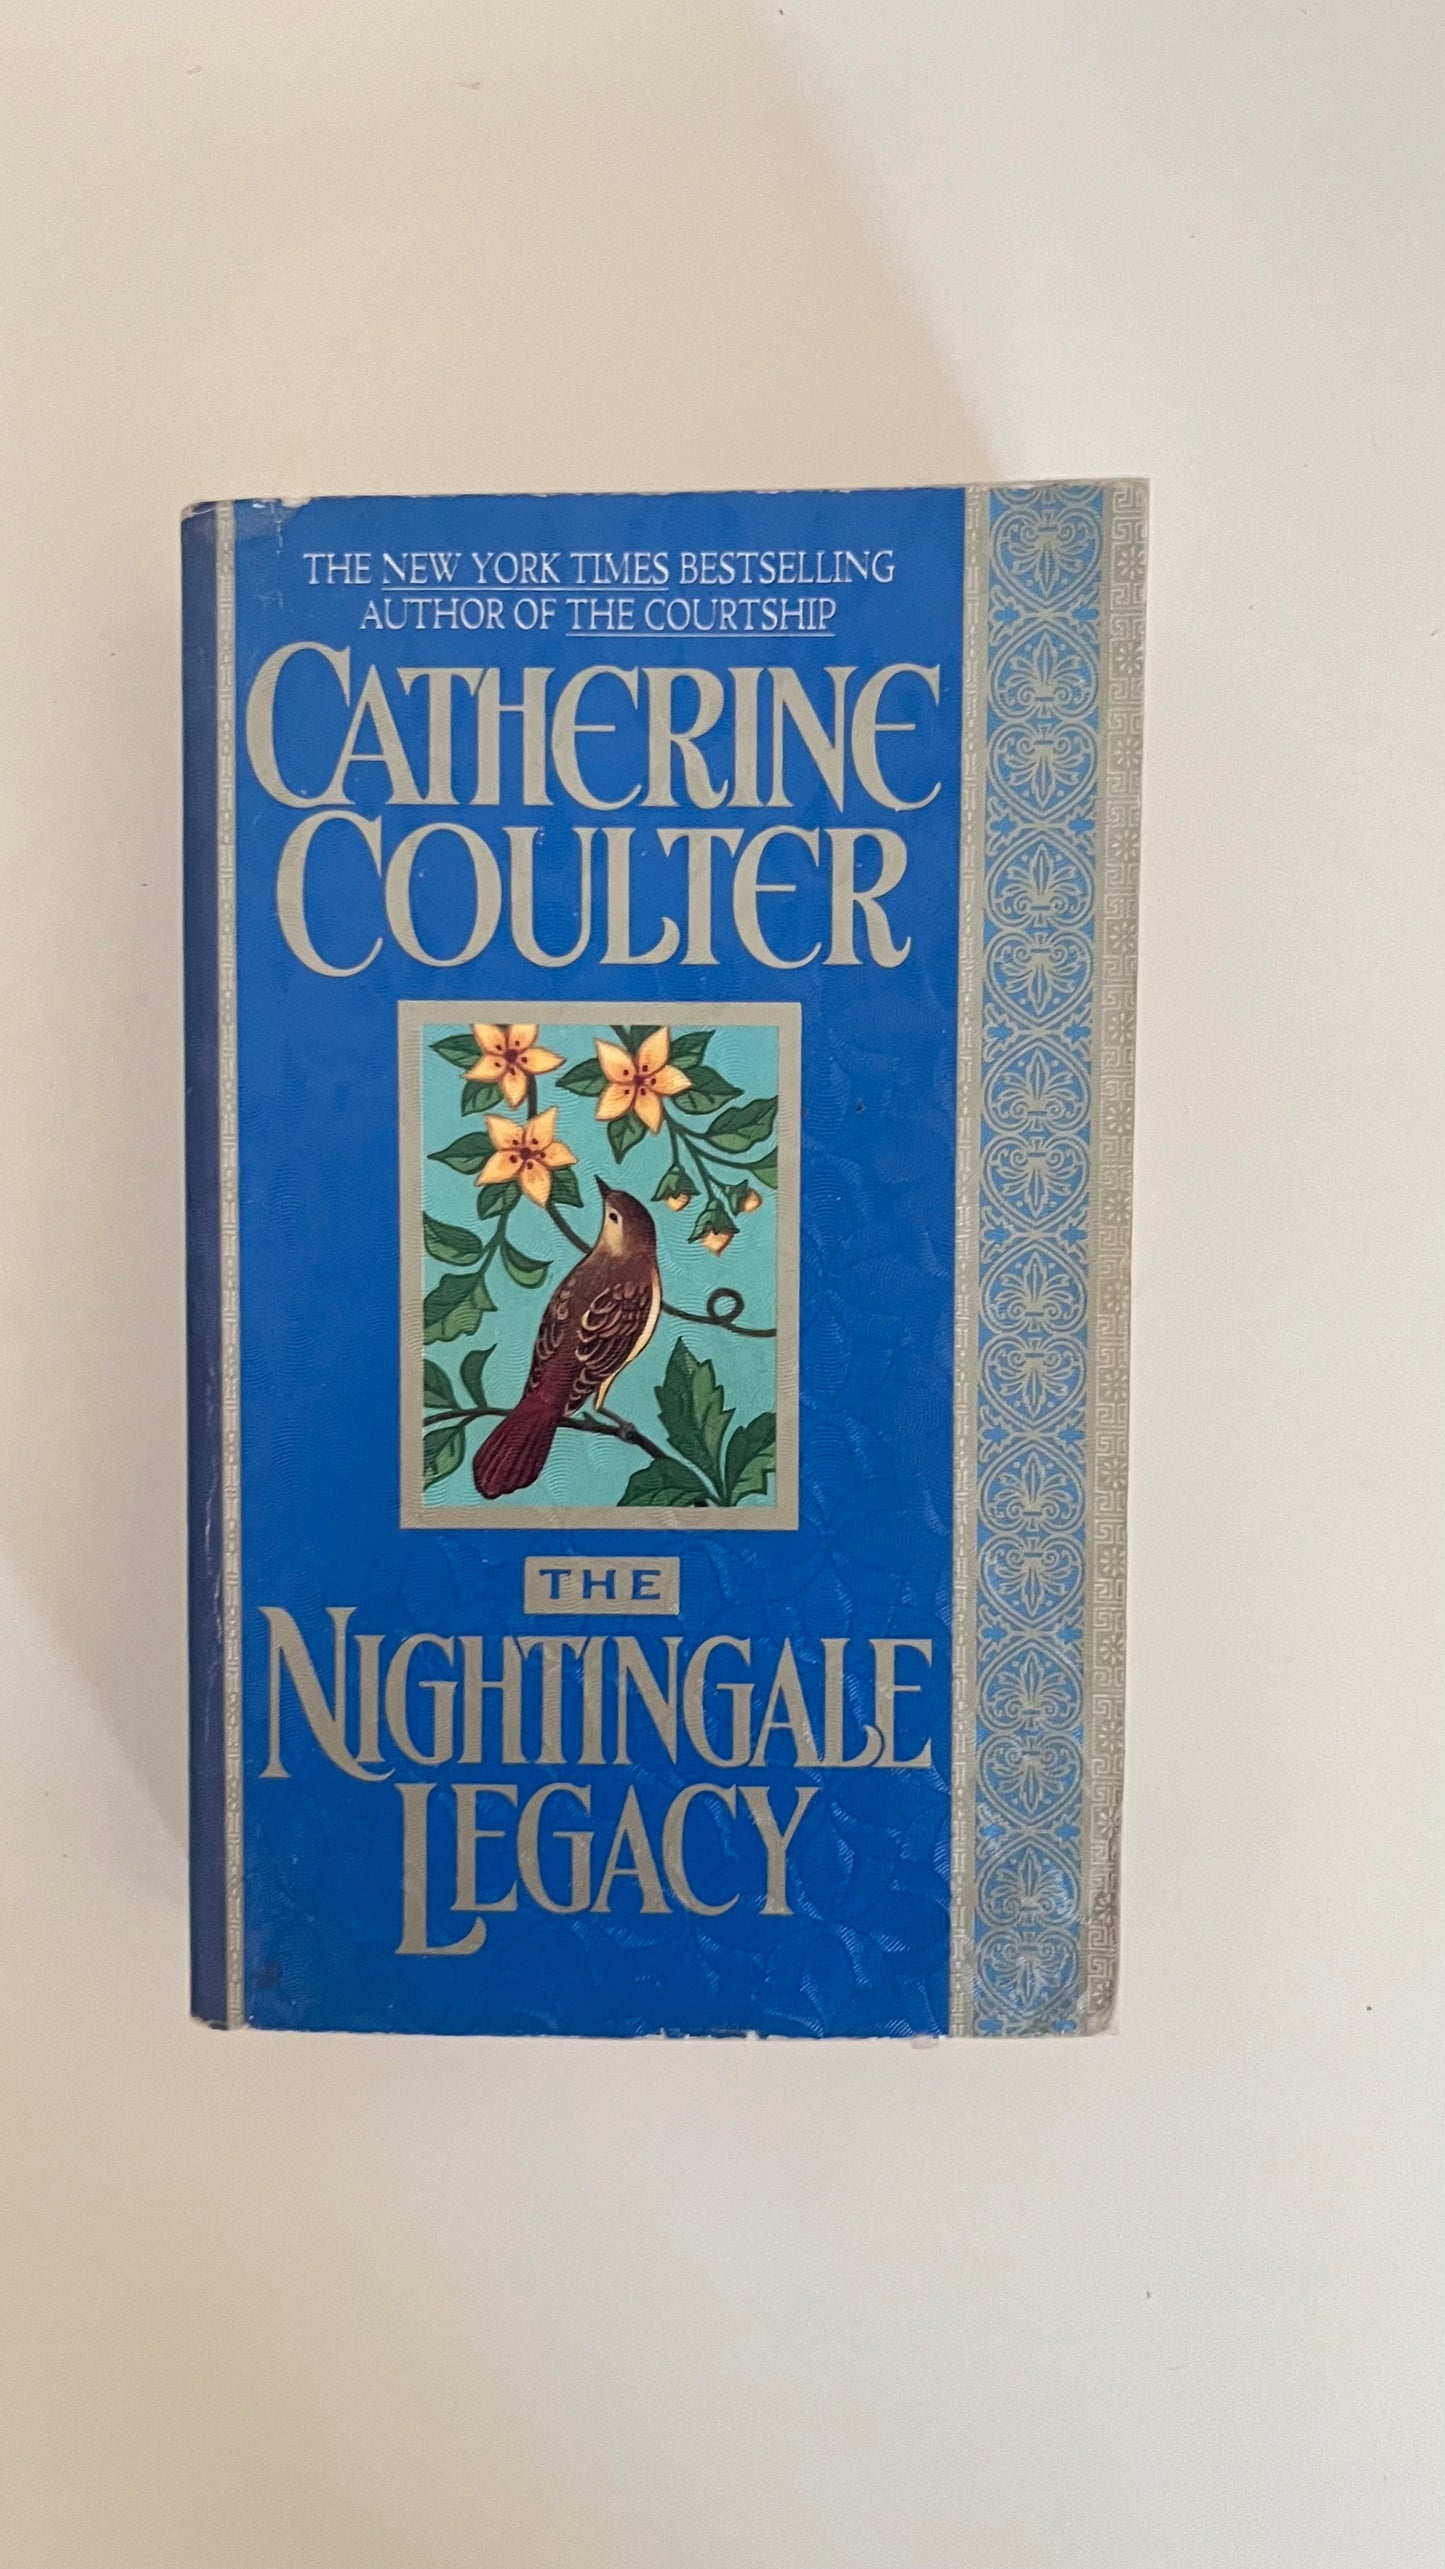 THE NEW YORK TIMES BESTSELLING
AUTHOR OF THE COURTSHIP
CATHERINE
COULTER
THE
NIGHTINGALE
LEGACY